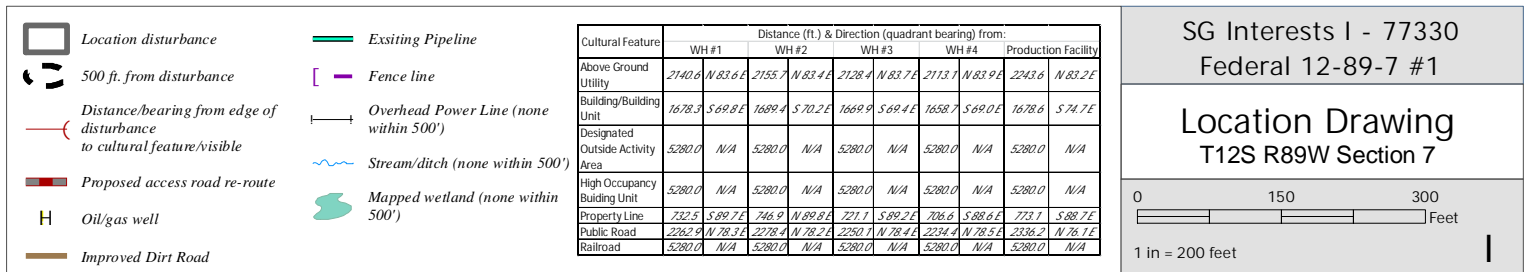 Location disturbance
500 ft. from disturbance
Distance/bearing from edge of
disturbance
to cultural feature/visible
Proposed access road re-route
Oil/gas well
Improved Dirt Road
Exsiting Pipeline
Fence line
Overhead Power Line (none
within 500')
Stream/ditch (none within 500')
Mapped wetland (none within
500')
Cultural Feature
Distance (ft.) & Direction (quadrant bearing) from:
WH #1 WH #2 WH #3 WH #4 Production Facility
Above Ground
Utility
2140.6 N 83.6 E 2155.7 N 83.4 E 2128.4 N 83.7 E 2113.1 N 83.9 E 2243.6 N 83.2 E
Building/Building
Unit
1678.3 S 69.8 E 1689.4 S 70.2 E 1669.9 S 69.4 E 1658.7 S 69.0 E 1678.6 S 74.7 E
Designated
Outside Activity
Area
5280.0 N/A 5280.0 N/A 5280.0 N/A 5280.0 N/A 5280.0 N/A
High Occupancy
Buiding Unit
5280.0 N/A 5280.0 N/A 5280.0 N/A 5280.0 N/A 5280.0 N/A
Property Line 732.5 S 89.7 E 746.9 N 89.8 E 721.1 S 89.2 E 706.6 S 88.6 E 773.1 S 88.7 E
Public Road 2262.9 N 78.3 E 2278.4 N 78.2 E 2250.1 N 78.4 E 2234.4 N 78.5 E 2336.2 N 76.1 E
Railroad 5280.0 N/A 5280.0 N/A 5280.0 N/A 5280.0 N/A 5280.0 N/A
SG Interests I - 77330
Federal 12-89-7 #1
Location Drawing
T12S R89W Section 7
0 150 300
Feet
1 in = 200 feet